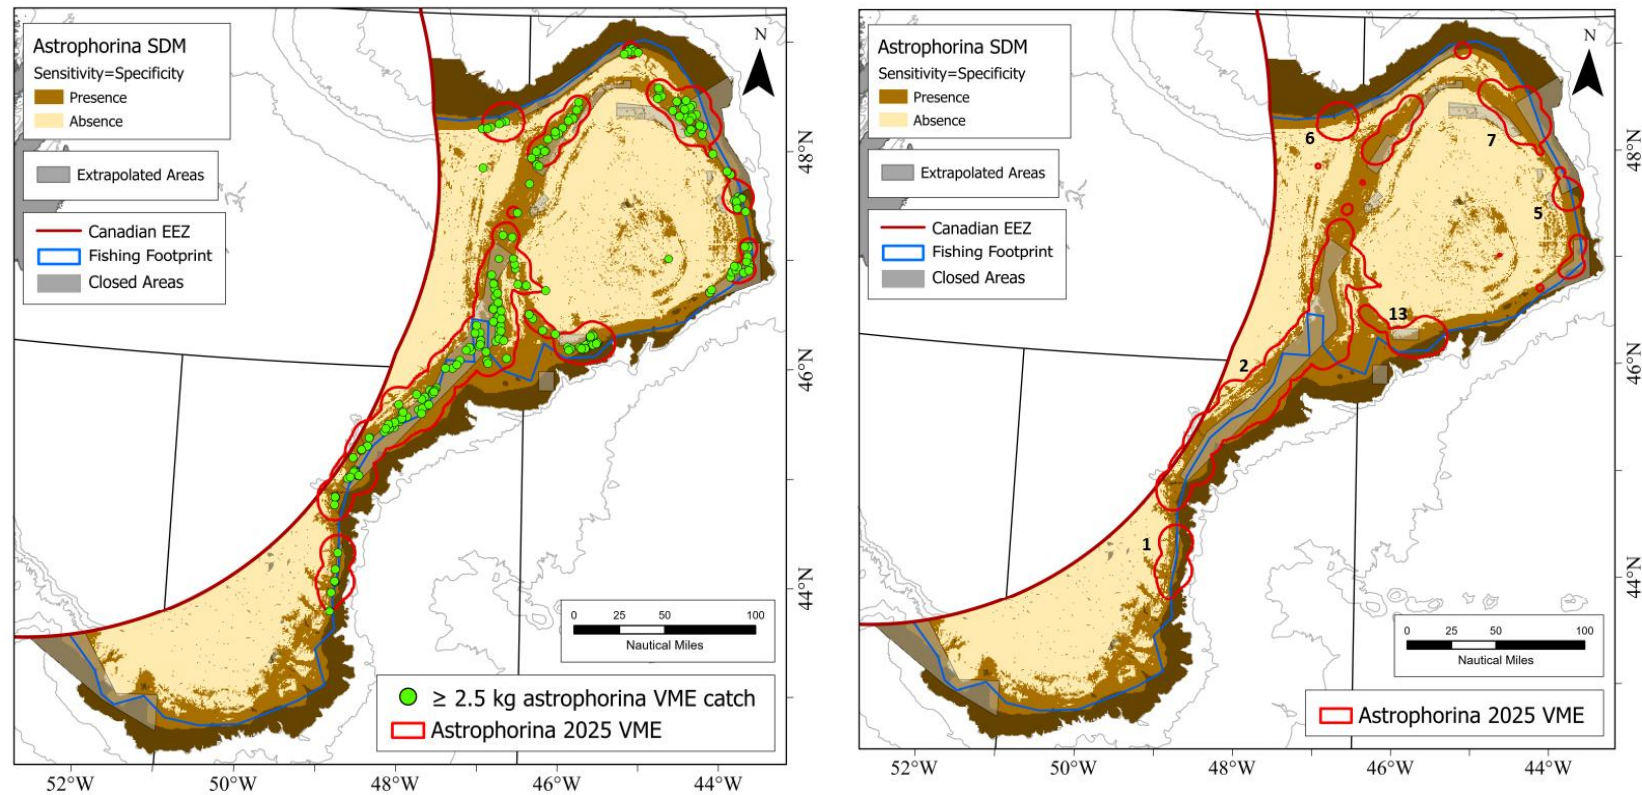 Astrophorina SDM
Sensitivity=Specificity
Presence
Absence
Extrapolated Areas
Canadian EEZ
Fishing Footprint
Closed Areas
N
48°N
46°N
44°N
0 25 50 100
Nautical Miles
≥ 2.5 kg astrophorina VME catch
Astrophorina 2025 VME
52°W 50°W 48°W 46°W 44°W
Astrophorina SDM
Sensitivity=Specificity
Presence
Absence
Extrapolated Areas
Canadian EEZ
Fishing Footprint
Closed Areas
N
6
7
5
13
2
1
48°N
46°N
44°N
0 25 50 100
Nautical Miles
Astrophorina 2025 VME
52°W 50°W 48°W 46°W 44°W